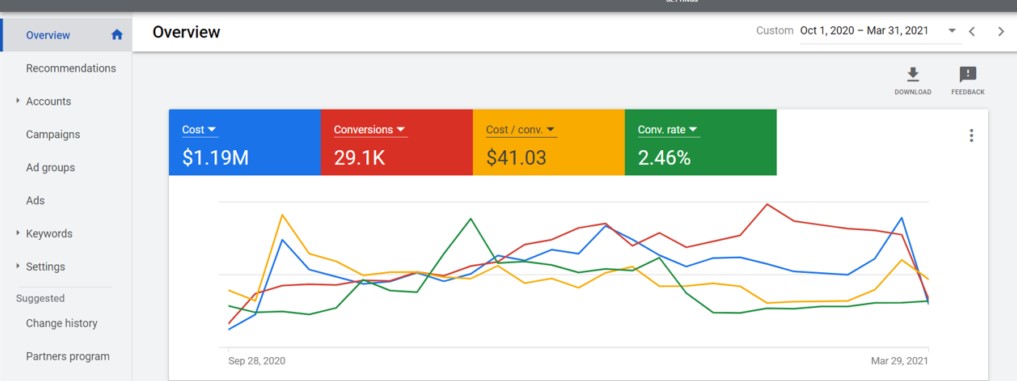 SETTINGS
Overview
Recommendations
Accounts
Campaigns
Ad groups
Ads
Keywords
Settings
Suggested
Change history
Partners program
Overview
Custom Oct 1, 2020 – Mar 31, 2021
DOWNLOAD FEEDBACK
Cost Conversions Cost / conv. Conv. rate
$1.19M 29.1K $41.03 2.46%
Sep 28, 2020 Mar 29, 2021